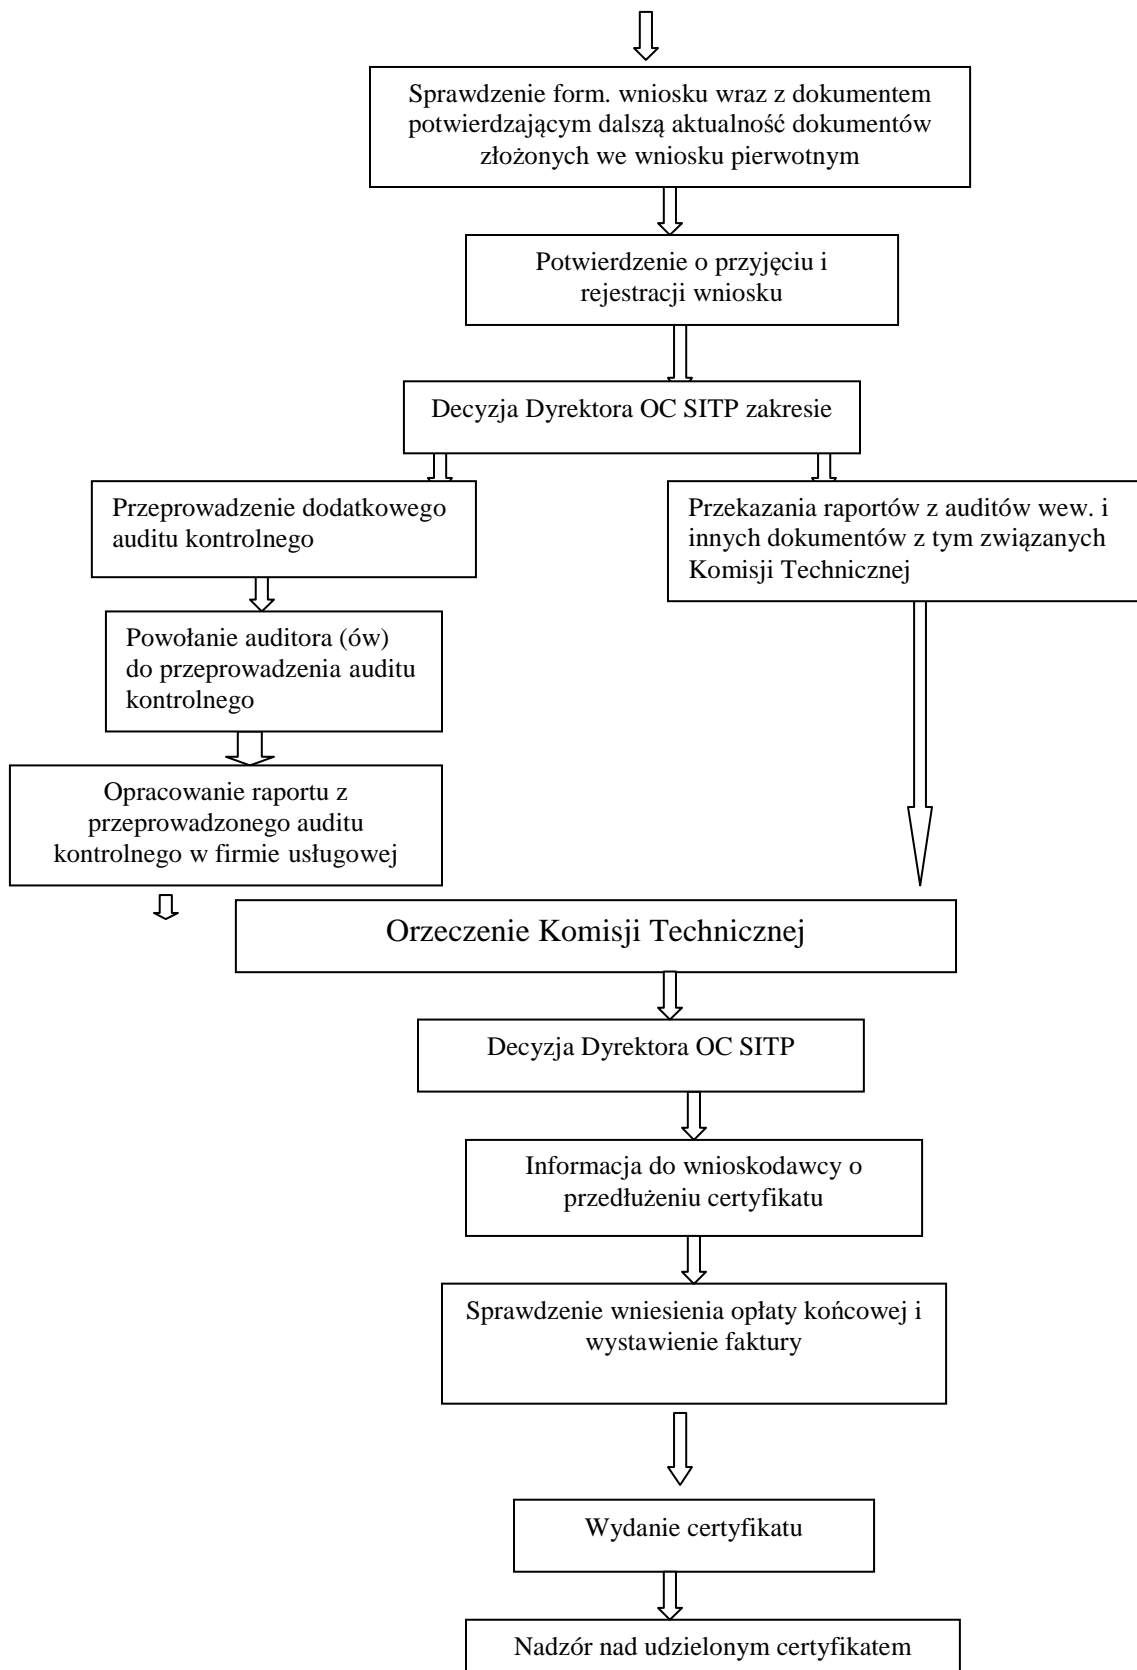 Sprawdzenie form. wniosku wraz z dokumentem
potwierdzającym dalszą aktualność dokumentów
złożonych we wniosku pierwotnym
Potwierdzenie o przyjęciu i
rejestracji wniosku
Decyzja Dyrektora OC SITP zakresie
Przeprowadzenie dodatkowego
auditu kontrolnego
Przekazania raportów z auditów wew. i
innych dokumentów z tym związanych
Komisji Technicznej
Powołanie auditora (ów)
do przeprowadzenia auditu
kontrolnego
Opracowanie raportu z
przeprowadzonego auditu
kontrolnego w firmie usługowej
Orzeczenie Komisji Technicznej
Decyzja Dyrektora OC SITP
Informacja do wnioskodawcy o
przedłużeniu certyfikatu
Sprawdzenie wniesienia opłaty końcowej i
wystawienie faktury
Wydanie certyfikatu
Nadzór nad udzielonym certyfikatem